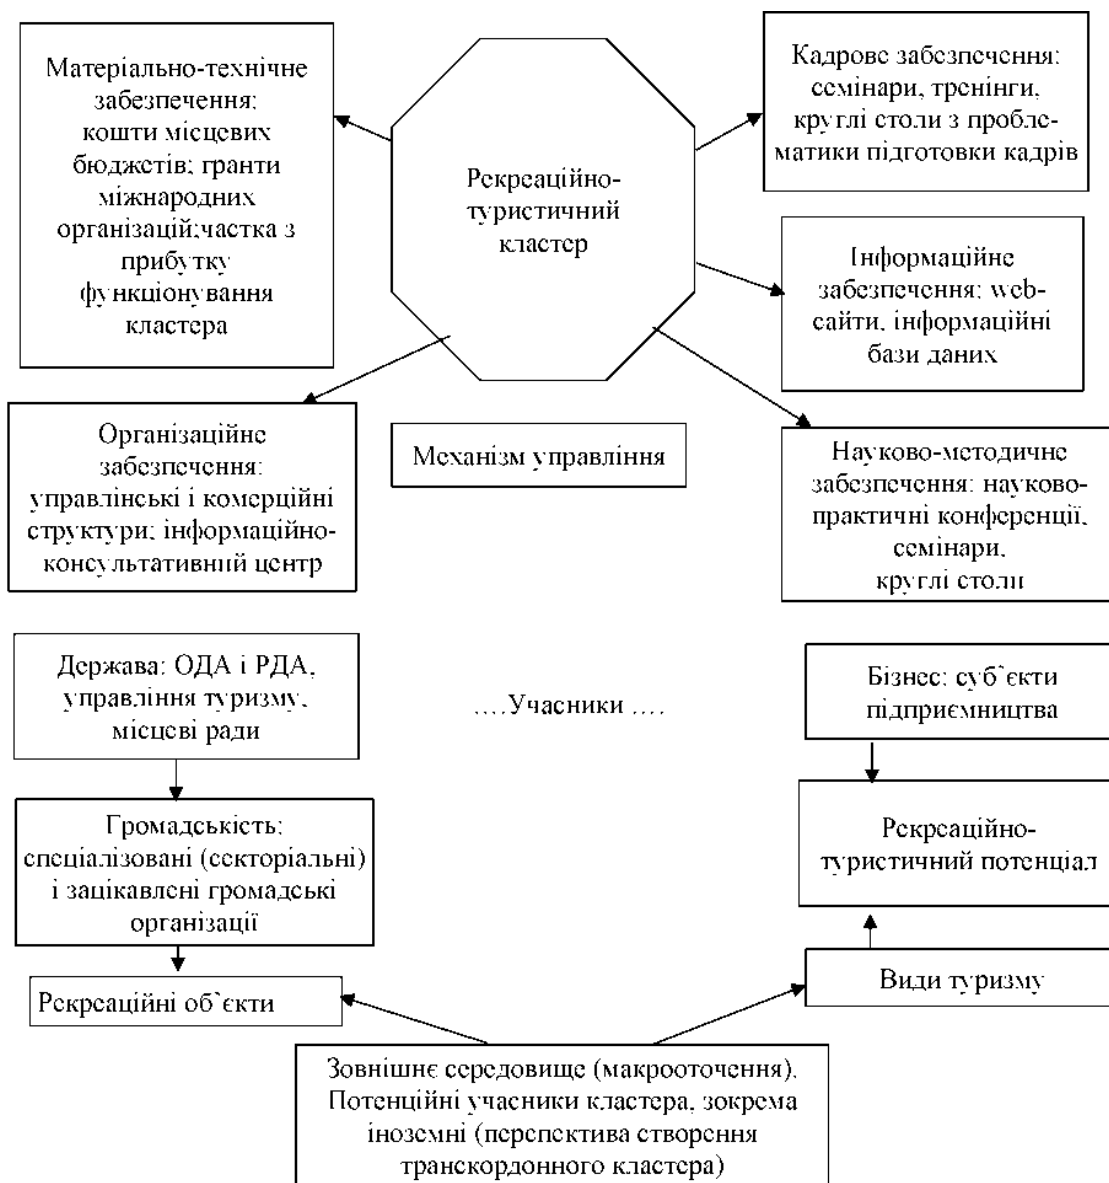 Матеріально-технічне
забезпечення:
кошти місцевих
бюджетів; гранти
міжнародних
організацій;частка з
прибутку
функціонування
кластера
Рекреаційно-
туристичний
кластер
Кадрове забезпечення:
семінари, тренінги,
круглі столи з пробле-
матики підготовки кадрів
Інформаційне
забезпечення: web-
сайти, інформаційні
бази даних
Організаційне
забезпечення:
управлінські і комерційні
структури; інформаційно-
консультативний центр
Механізм управління
Науково-методичне
забезпечення: науково-
практичні конференції,
семінари,
круглі столи
Держава: ОДА і РДА,
управління туризму,
місцеві ради
….Учасники ….
Бізнес: суб`єкти
підприємництва
Громадськість:
спеціалізовані (секторіальні)
і зацікавлені громадські
організації
Рекреаційно-
туристичний потенціал
Рекреаційні об`єкти
Види туризму
Зовнішнє середовище (макрооточення).
Потенційні учасники кластера, зокрема
іноземні (перспектива створення
транскордонного кластера)